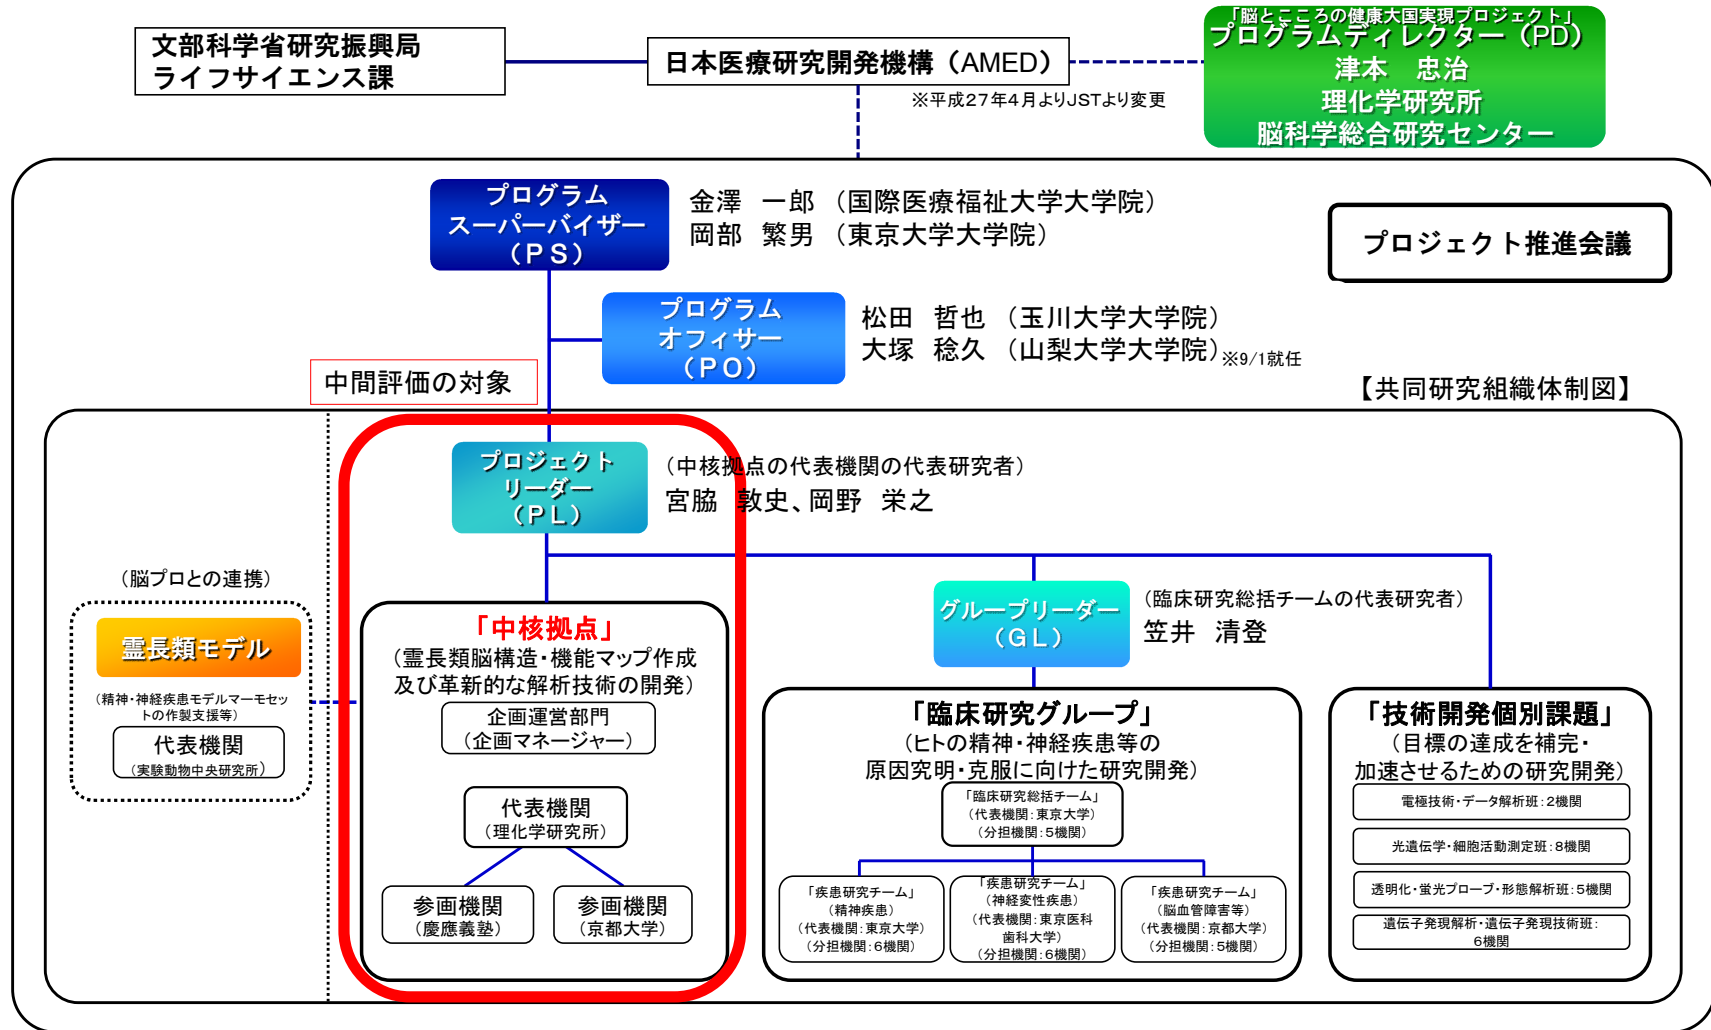 文部科学省研究振興局
ライフサイエンス課
日本医療研究開発機構（AMED）
※平成27年4月よりJSTより変更
「脳とこころの健康大国実現プロジェクト」
プログラムディレクター（PD）
津本　忠治
理化学研究所
脳科学総合研究センター
プログラム
スーパーバイザー
（ＰＳ）
金澤　一郎　（国際医療福祉大学大学院）
岡部　繁男　（東京大学大学院）
プロジェクト推進会議
プログラム
オフィサー
（ＰＯ）
松田　哲也　（玉川大学大学院）
大塚　稔久　（山梨大学大学院）※9/1就任
中間評価の対象
【共同研究組織体制図】
プロジェクト
リーダー
（ＰＬ）
（中核拠点の代表機関の代表研究者）
宮脇　敦史、岡野　栄之
（脳プロとの連携）
霊長類モデル
（精神・神経疾患モデルマーモセッ
トの作製支援等）
代表機関
（実験動物中央研究所）
「中核拠点」
（霊長類脳構造・機能マップ作成
及び革新的な解析技術の開発）
企画運営部門
（企画マネージャー）
代表機関
（理化学研究所）
参画機関
（慶應義塾）
参画機関
（京都大学）
グループリーダー
（ＧＬ）
（臨床研究総括チームの代表研究者）
笠井　清登
「臨床研究グループ」
（ヒトの精神・神経疾患等の
原因究明・克服に向けた研究開発）
「臨床研究総括チーム」
（代表機関：東京大学）
（分担機関：5機関）
「疾患研究チーム」
（精神疾患）
（代表機関：東京大学）
（分担機関：6機関）
「疾患研究チーム」
（神経変性疾患）
（代表機関：東京医科
歯科大学）
（分担機関：6機関）
「疾患研究チーム」
（脳血管障害等）
（代表機関：京都大学）
（分担機関：5機関）
「技術開発個別課題」
（目標の達成を補完・
加速させるための研究開発）
電極技術・データ解析班：2機関
光遺伝学・細胞活動測定班：8機関
透明化・蛍光プローブ・形態解析班：5機関
遺伝子発現解析・遺伝子発現技術班：
6機関